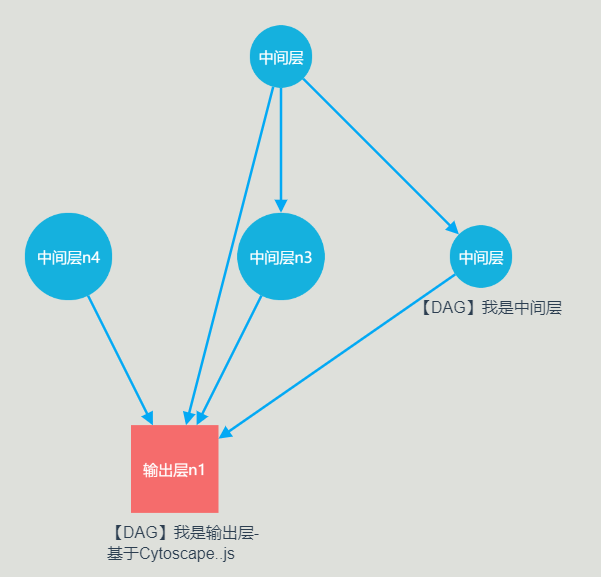 中间层
中间层n4
中间层n3
中间层
【DAG】我是中间层
输出层n1
【DAG】我是输出层-
基于Cytoscape..js